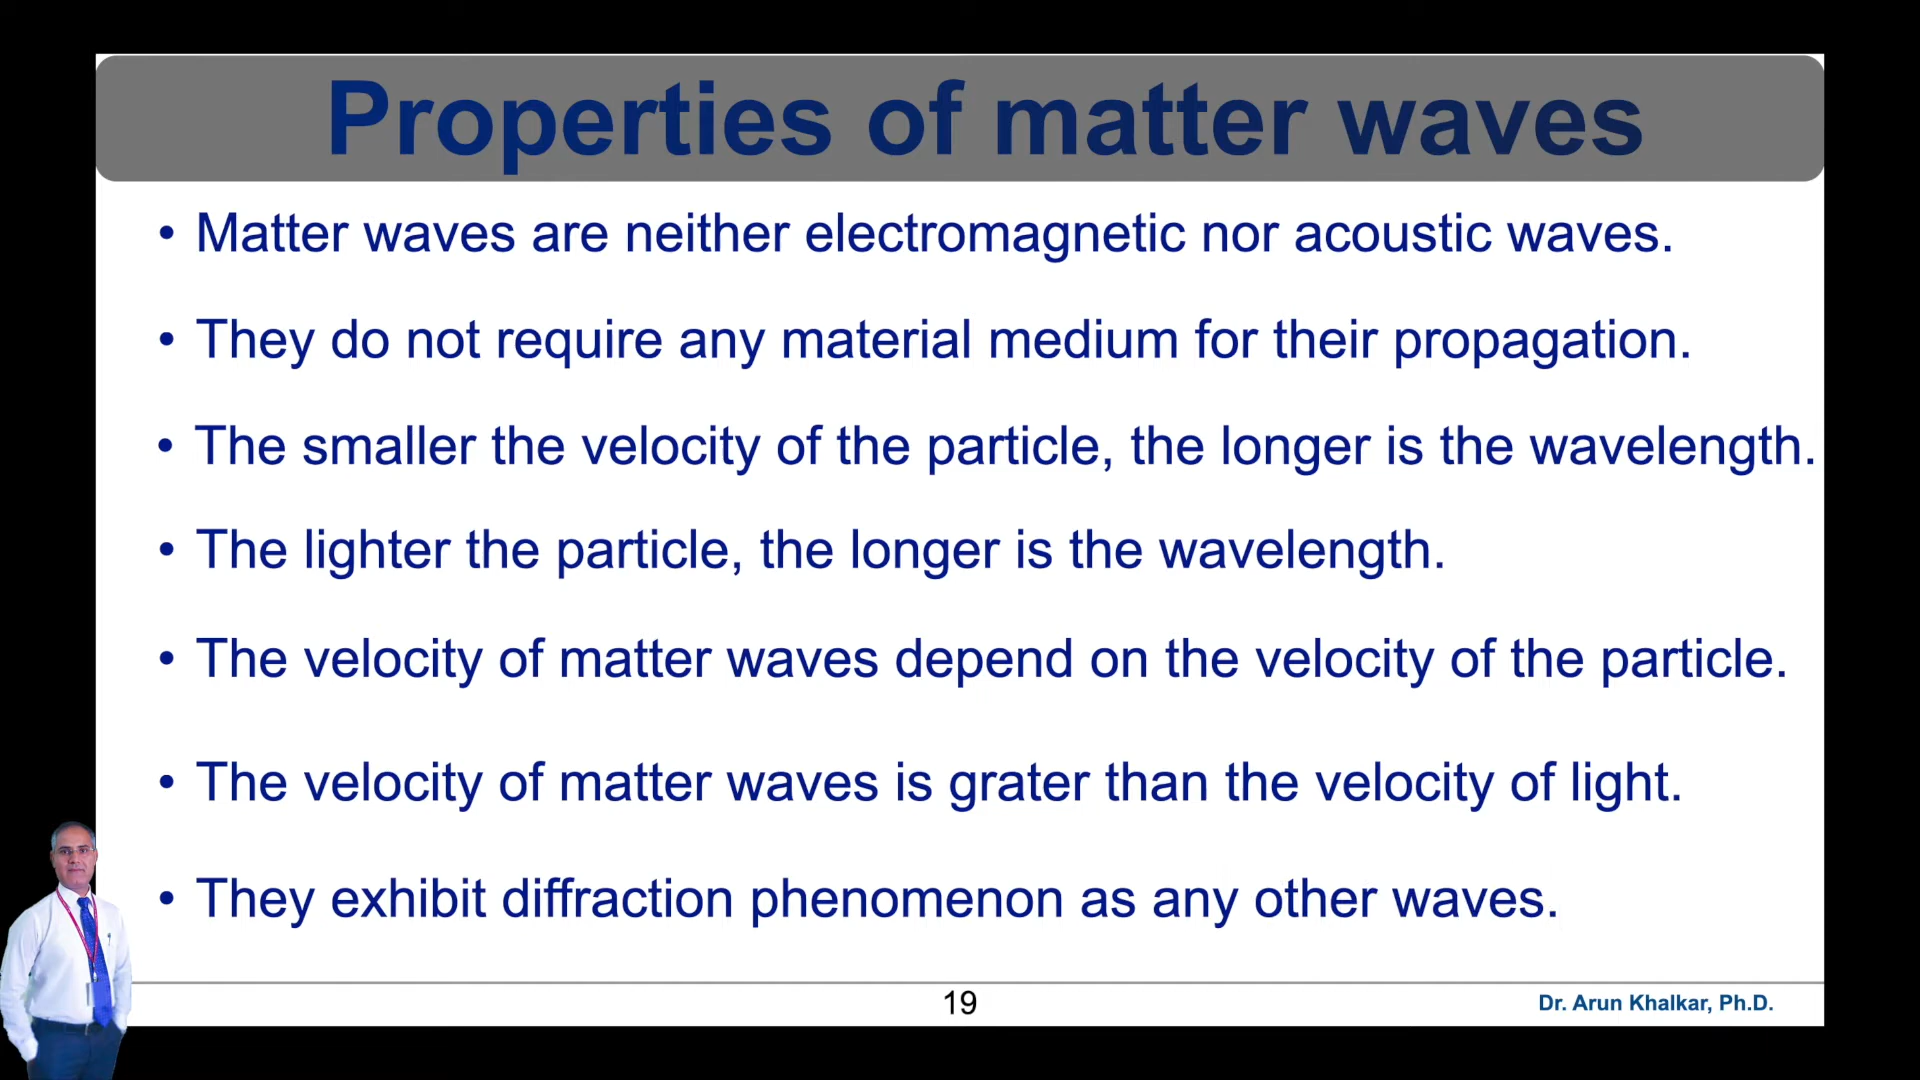 Properties of matter waves
• Matter waves are neither electromagnetic nor acoustic waves.
• They do not require any material medium for their propagation.
• The smaller the velocity of the particle, the longer is the wavelength.
• The lighter the particle, the longer is the wavelength.
• The velocity of matter waves depend on the velocity of the particle.
• The velocity of matter waves is grater than the velocity of light.
• They exhibit diffraction phenomenon as any other waves.
19
Dr. Arun Khalkar, Ph.D.